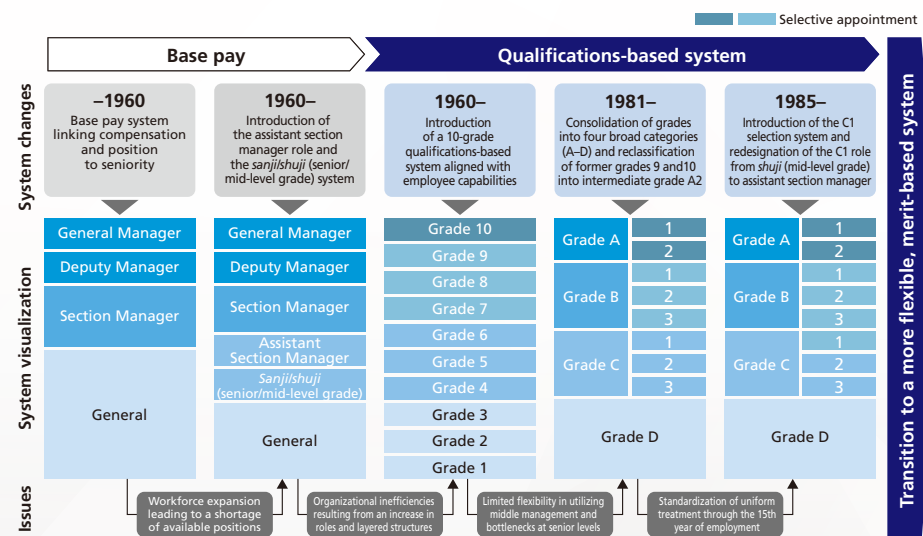 Selective appointment
Base pay
Qualifications-based system
System changes
–1960
Base pay system
linking compensation
and position
to seniority
1960–
Introduction of
the assistant section
manager role and
the sanji/shuji (senior/
mid-level grade) system
1960–
Introduction
of a 10-grade
qualifications-based
system aligned with
employee capabilities
1981–
Consolidation of grades
into four broad categories
(A–D) and reclassification
of former grades 9 and10
into intermediate grade A2
1985–
Introduction of the C1
selection system and
redesignation of the C1 role
from shuji (mid-level grade)
to assistant section manager
System visualization
General Manager
Deputy Manager
Section Manager
General
General Manager
Deputy Manager
Section Manager
Assistant
Section Manager
Sanji/shuji
(senior/mid-level grade)
General
Grade 10
Grade 9
Grade 8
Grade 7
Grade 6
Grade 5
Grade 4
Grade 3
Grade 2
Grade 1
Grade A
1
2
Grade B
1
2
3
Grade C
1
2
3
Grade D
Grade A
1
2
Grade B
1
2
3
Grade C
1
2
3
Grade D
Issues
Workforce expansion
leading to a shortage
of available positions
Organizational inefficiencies
resulting from an increase in
roles and layered structures
Limited flexibility in utilizing
middle management and
bottlenecks at senior levels
Standardization of uniform
treatment through the 15th
year of employment
Transition to a more flexible, merit-based system